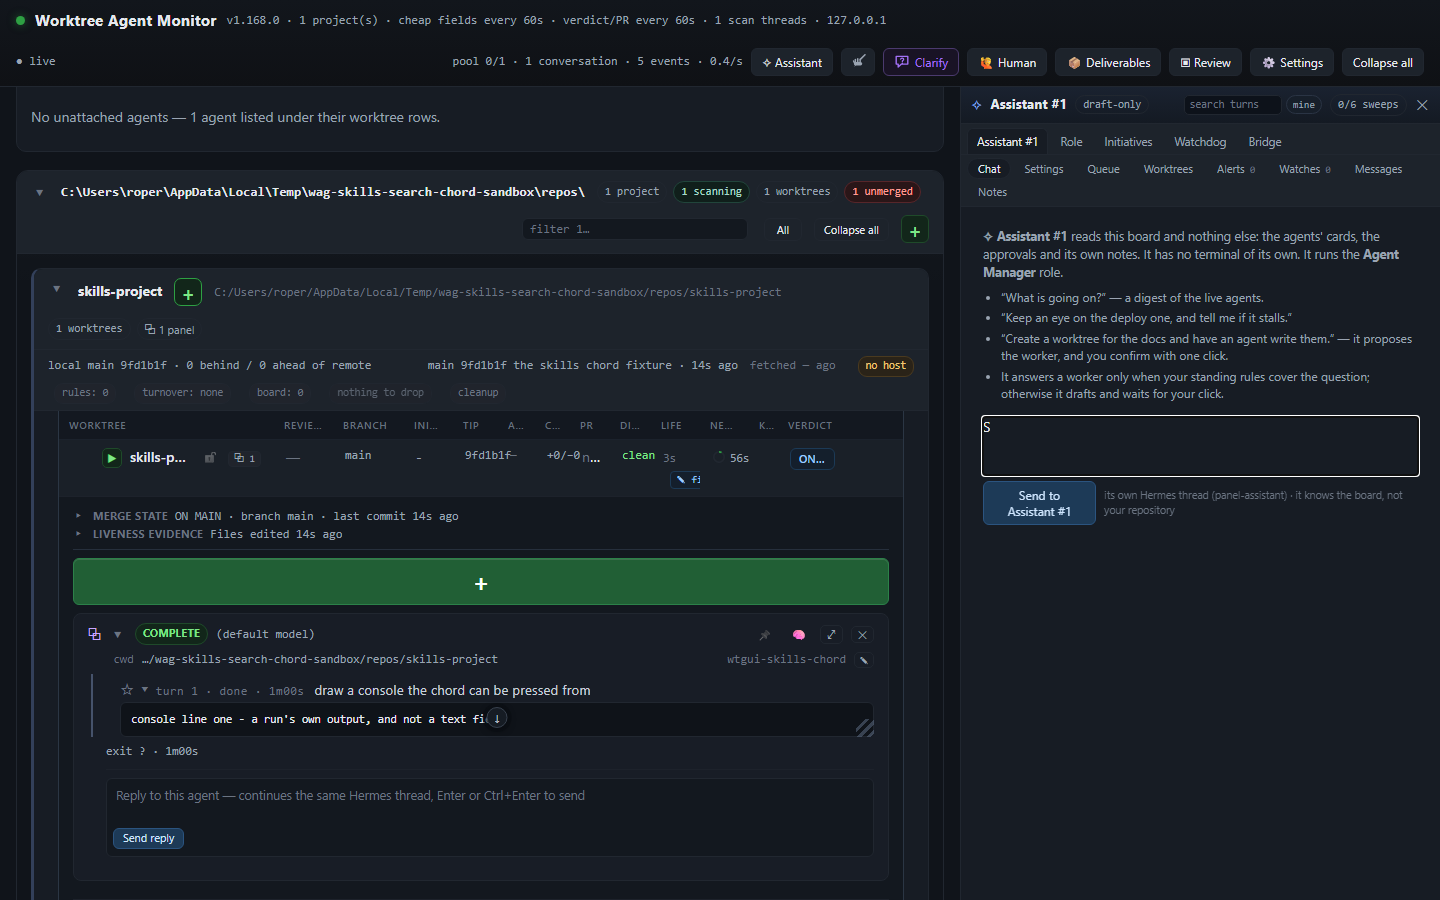 Worktree Agent Monitor v1.168.0 · 1 project(s) · cheap fields every 60s · verdict/PR every 60s · 1 scan threads · 127.0.0.1
live pool 0/1 · 1 conversation · 5 events · 0.4/s Assistant Clarify Human Deliverables Review Settings Collapse all
No unattached agents — 1 agent listed under their worktree rows.
C:\Users\roper\AppData\Local\Temp\wag-skills-search-chord-sandbox\repos\ 1 project 1 scanning 1 worktrees 1 unmerged
filter 1… All Collapse all +
skills-project + C:/Users/roper/AppData/Local/Temp/wag-skills-search-chord-sandbox/repos/skills-project
1 worktrees 1 panel
local main 9fd1b1f · 0 behind / 0 ahead of remote main 9fd1b1f the skills chord fixture · 14s ago fetched — ago no host
rules: 0 turnover: none board: 0 nothing to drop cleanup
WORKTREE REVIE… BRANCH INI… TIP A… C… PR DI… LIFE NE… K… VERDICT
skills-p… 1 — main - 9fd1b1f— +0/-0 n… clean 3s 56s ON…
fi
MERGE STATE ON MAIN · branch main · last commit 14s ago
LIVENESS EVIDENCE Files edited 14s ago
+
COMPLETE (default model)
cwd …/wag-skills-search-chord-sandbox/repos/skills-project wtgui-skills-chord
turn 1 · done · 1m00s draw a console the chord can be pressed from
console line one - a run's own output, and not a text fi
exit ? · 1m00s
Reply to this agent — continues the same Hermes thread, Enter or Ctrl+Enter to send
Send reply
Assistant #1 draft-only search turns mine 0/6 sweeps
Assistant #1 Role Initiatives Watchdog Bridge
Chat Settings Queue Worktrees Alerts 0 Watches 0 Messages
Notes
Assistant #1 reads this board and nothing else: the agents' cards, the
approvals and its own notes. It has no terminal of its own. It runs the Agent
Manager role.
• “What is going on?” — a digest of the live agents.
• “Keep an eye on the deploy one, and tell me if it stalls.”
• “Create a worktree for the docs and have an agent write them.” — it proposes
the worker, and you confirm with one click.
• It answers a worker only when your standing rules cover the question;
otherwise it drafts and waits for your click.
S
Send to
Assistant #1
its own Hermes thread (panel-assistant) · it knows the board, not
your repository